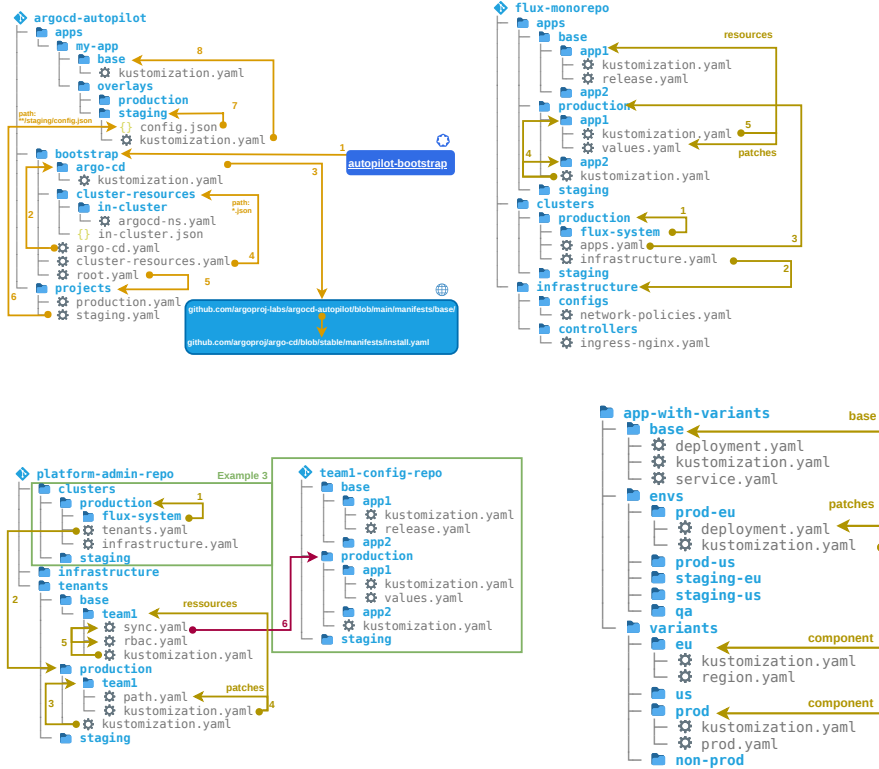 argocd-autopilot
apps
my-app
8
base
kustomization.yaml
overlays
production
7
staging
path:
**/staging/config.json
{} config.json
kustomization.yaml
1
bootstrap
autopilot-bootstrap
argo-cd
3
kustomization.yaml
cluster-resources
path:
*.json
2
in-cluster
argocd-ns.yaml
{} in-cluster.json
argo-cd.yaml
4
cluster-resources.yaml
root.yaml
5
projects
6
production.yaml
staging.yaml
github.com/argoproj-labs/argocd-autopilot/blob/main/manifests/base/
github.com/argoproj/argo-cd/blob/stable/manifests/install.yaml
flux-monorepo
apps
base
resources
app1
kustomization.yaml
release.yaml
app2
production
app1
5
kustomization.yaml
values.yaml
patches
4
app2
kustomization.yaml
staging
clusters
production
1
flux-system
apps.yaml
3
infrastructure.yaml
2
staging
infrastructure
configs
network-policies.yaml
controllers
ingress-nginx.yaml
platform-admin-repo
Example 3
clusters
production
1
flux-system
tenants.yaml
infrastructure.yaml
staging
infrastructure
2
tenants
base
ressources
team1
sync.yaml
6
5
rbac.yaml
kustomization.yaml
production
team1
patches
path.yaml
3
kustomization.yaml
4
kustomization.yaml
staging
team1-config-repo
base
app1
kustomization.yaml
release.yaml
app2
production
app1
kustomization.yaml
values.yaml
app2
kustomization.yaml
staging
app-with-variants
base
base
deployment.yaml
kustomization.yaml
service.yaml
envs
patches
prod-eu
deployment.yaml
kustomization.yaml
prod-us
staging-eu
staging-us
qa
variants
component
eu
kustomization.yaml
region.yaml
us
component
prod
kustomization.yaml
prod.yaml
non-prod